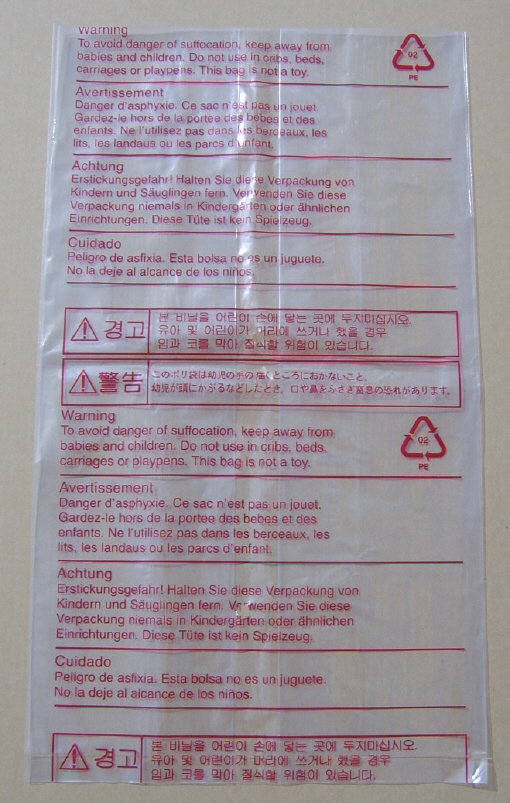 Warning
To avoid danger of suffocation, keep away from
babies and children. Do not use in cribs, beds,
carriages or playpens. This bag is not a toy.
02
PE
Avertissement
Danger d'asphyxie. Ce sac n'est pas un jouet.
Gardez-le hors de la portee des bebes et des
enfants. Ne l'utilisez pas dans les berceaux, les
lits, les landaus ou les parcs d'enfant.
Achtung
Erstickungsgefahr! Halten Sie diese Verpackung von
Kindern und Säuglingen fern. Verwenden Sie diese
Verpackung niemals in Kindergärten oder ähnlichen
Einrichtungen. Diese Tüte ist kein Spielzeug.
Cuidado
Peligro de asfixia. Esta bolsa no es un juguete.
No la deje al alcance de los niños.
경고
본 비닐을 어린이 손에 닿는 곳에 두지마십시오.
유아 및 어린이가 머리에 쓰거나 했을 경우
입과 코를 막아 질식할 위험이 있습니다.
警告
このポリ袋は幼児の手の届くところにおかないこと。
幼児が頭にかぶるなどしたとき、口や鼻をふさぎ窒息の恐れがあります。
Warning
To avoid danger of suffocation, keep away from
babies and children. Do not use in cribs, beds,
carriages or playpens. This bag is not a toy.
02
PE
Avertissement
Danger d'asphyxie. Ce sac n'est pas un jouet.
Gardez-le hors de la portee des bebes et des
enfants. Ne l'utilisez pas dans les berceaux, les
lits, les landaus ou les parcs d'enfant.
Achtung
Erstickungsgefahr! Halten Sie diese Verpackung von
Kindern und Säuglingen fern. Verwenden Sie diese
Verpackung niemals in Kindergärten oder ähnlichen
Einrichtungen. Diese Tüte ist kein Spielzeug.
Cuidado
Peligro de asfixia. Esta bolsa no es un juguete.
No la deje al alcance de los niños.
경고
본 비닐을 어린이 손에 닿는 곳에 두지마십시오.
유아 및 어린이가 머리에 쓰거나 했을 경우
입과 코를 막아 질식할 위험이 있습니다.